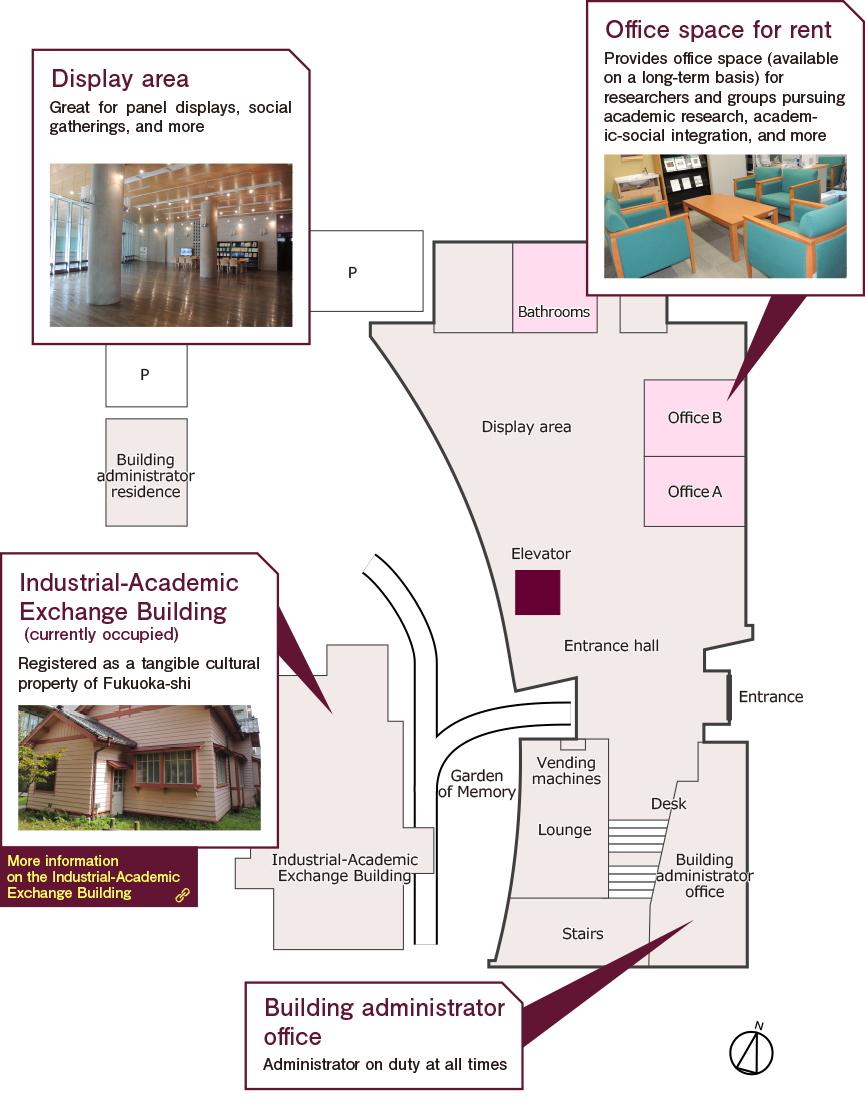 Office space for rent
Provides office space (available
on a long-term basis) for
researchers and groups pursuing
academic research, academ-
ic-social integration, and more
Display area
Great for panel displays, social
gatherings, and more
P
Bathrooms
P
Office B
Display area
Building
administrator
residence
Office A
Elevator
Industrial-Academic
Exchange Building
(currently occupied)
Registered as a tangible cultural
property of Fukuoka-shi
Entrance hall
Entrance
Vending
machines
Garden
of Memory
Desk
Lounge
More information
on the Industrial-Academic
Exchange Building
Industrial-Academic
Exchange Building
Building
administrator
office
Stairs
Building administrator
office
Administrator on duty at all times
N